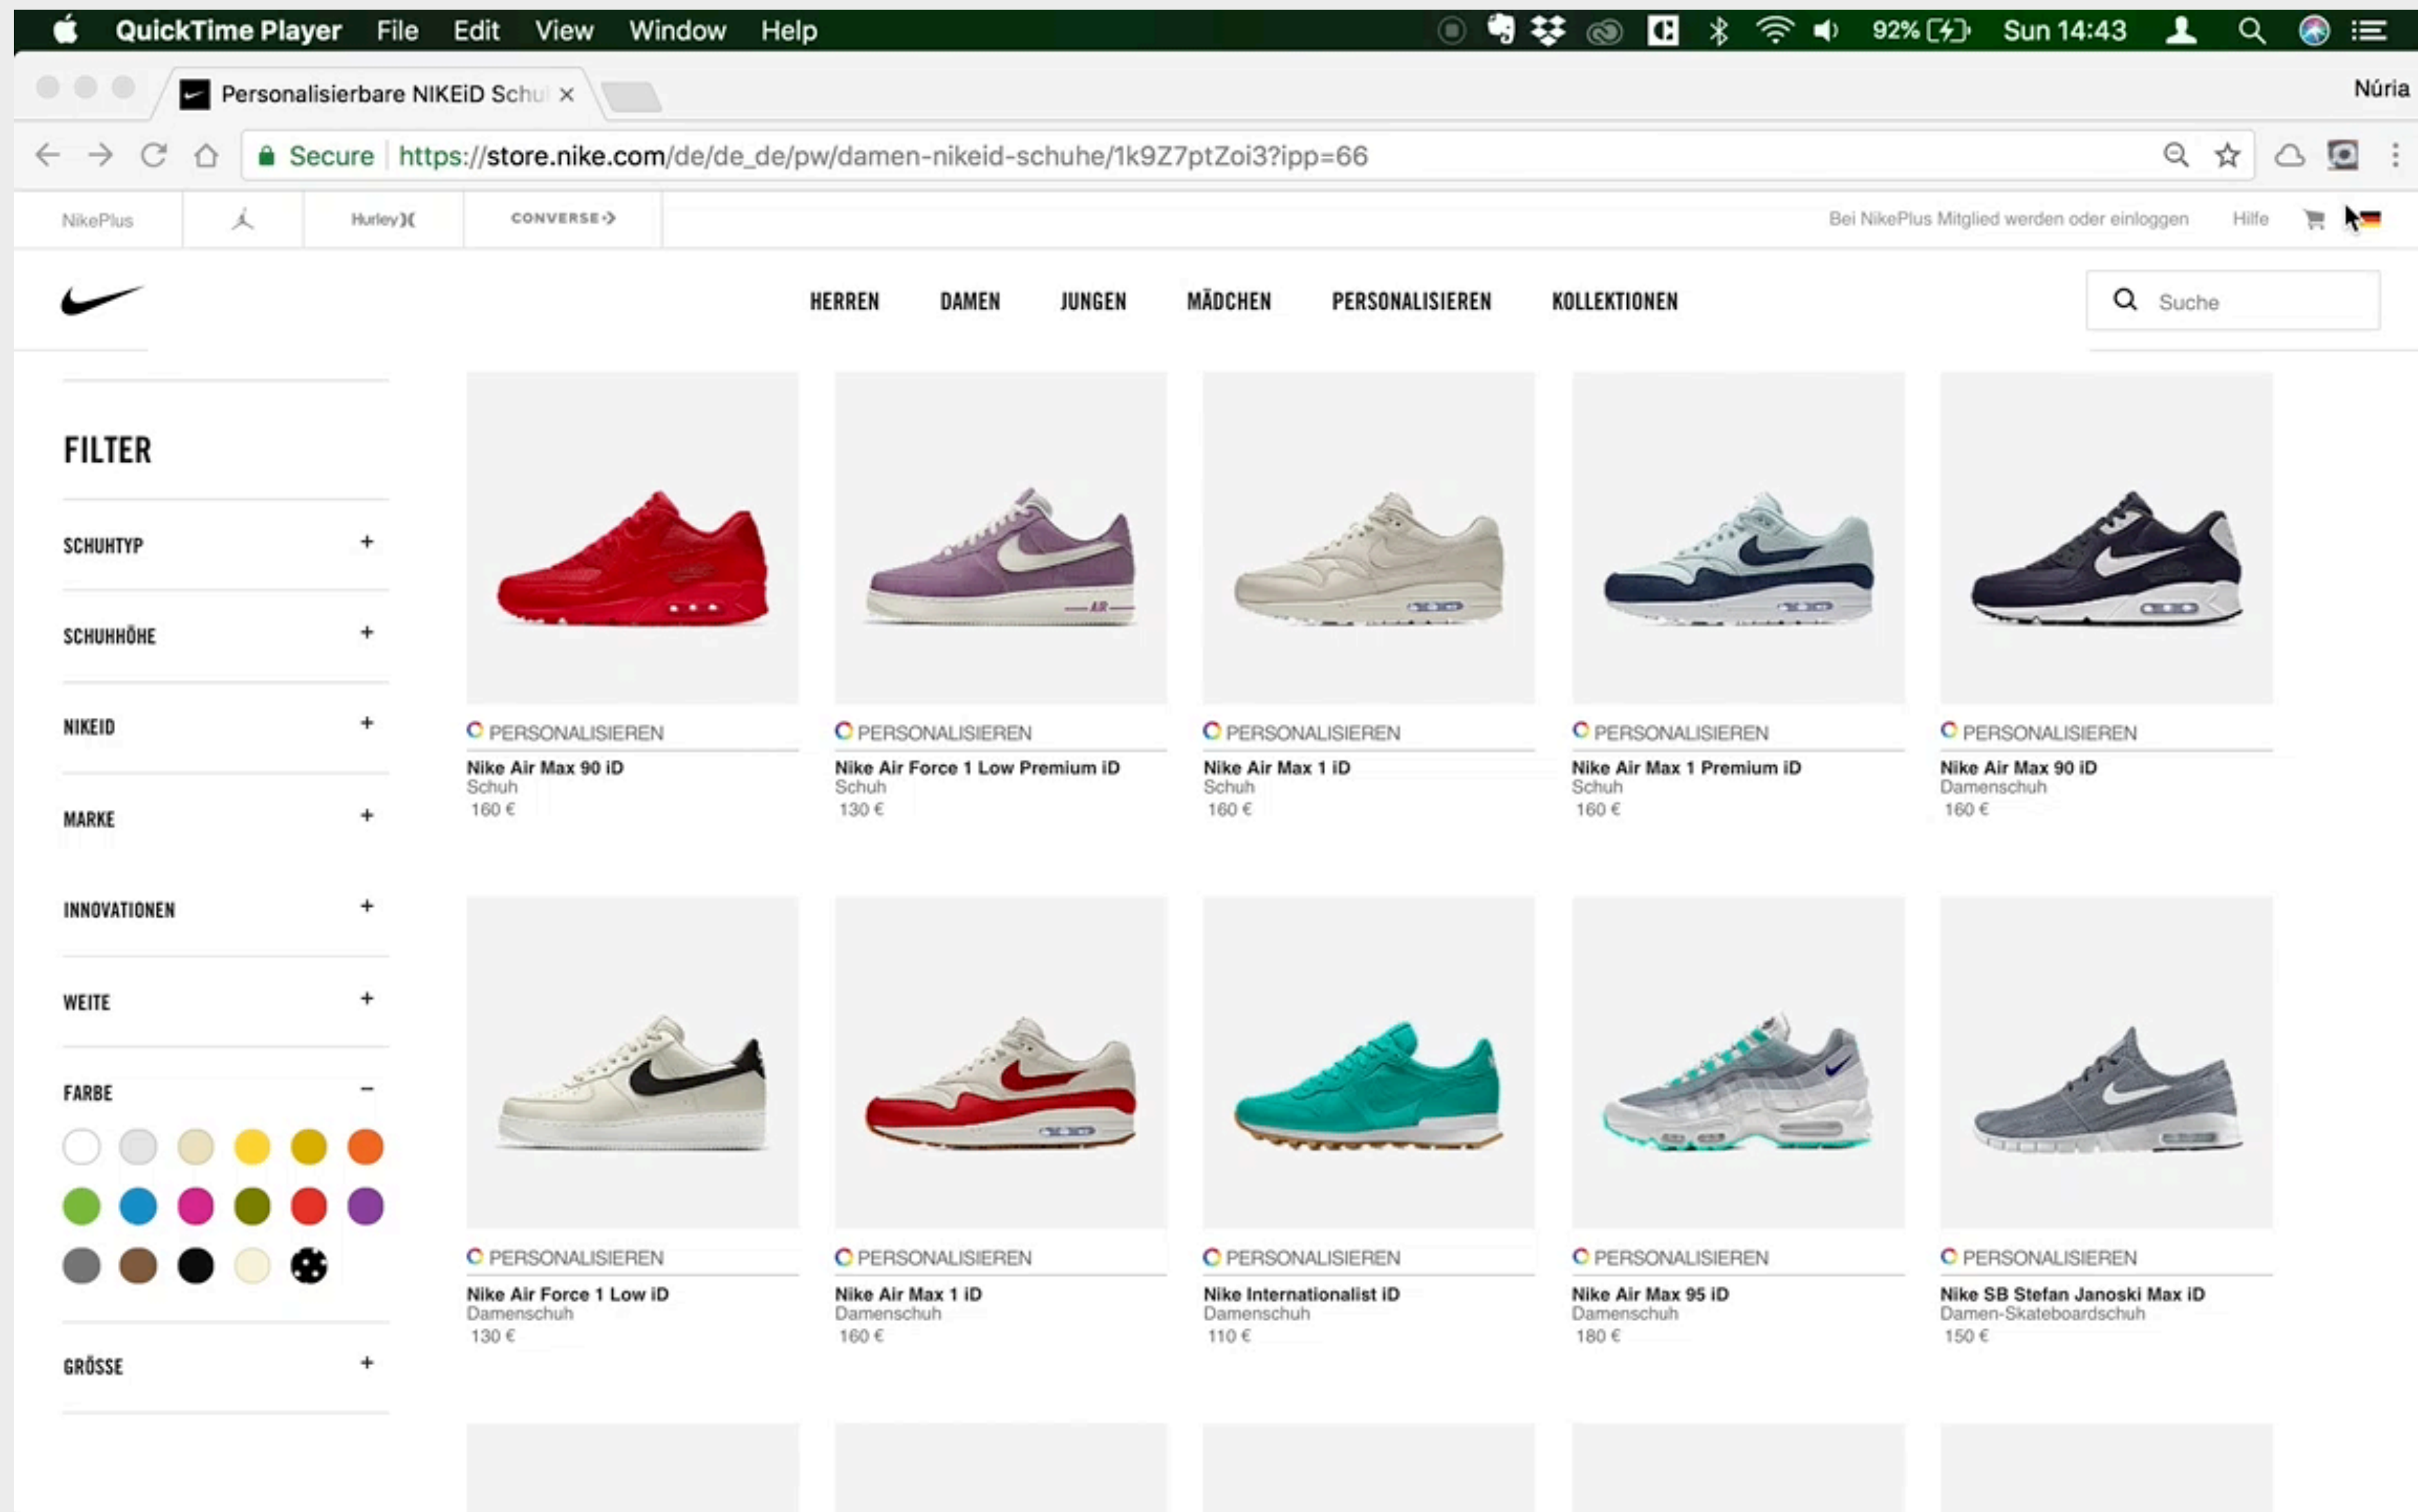 QuickTime Player File Edit View Window Help 92% Sun 14:43
Personalisierbare NIKEiD Schu Núria
Secure https://store.nike.com/de/de_de/pw/damen-nikeid-schuhe/1k9Z7ptZoi3?ipp=66
NikePlus Hurley CONVERSE Bei NikePlus Mitglied werden oder einloggen Hilfe
HERREN DAMEN JUNGEN MÄDCHEN PERSONALISIEREN KOLLEKTIONEN Suche
FILTER
SCHUHTYP +
SCHUHHÖHE +
NIKEID +
MARKE +
INNOVATIONEN +
WEITE +
FARBE −
GRÖSSE +
AIR
PERSONALISIEREN PERSONALISIEREN PERSONALISIEREN PERSONALISIEREN PERSONALISIEREN
Nike Air Max 90 iD Nike Air Force 1 Low Premium iD Nike Air Max 1 iD Nike Air Max 1 Premium iD Nike Air Max 90 iD
Schuh Schuh Schuh Schuh Damenschuh
160 € 130 € 160 € 160 € 160 €
PERSONALISIEREN PERSONALISIEREN PERSONALISIEREN PERSONALISIEREN PERSONALISIEREN
Nike Air Force 1 Low iD Nike Air Max 1 iD Nike Internationalist iD Nike Air Max 95 iD Nike SB Stefan Janoski Max iD
Damenschuh Damenschuh Damenschuh Damenschuh Damen-Skateboardschuh
130 € 160 € 110 € 180 € 150 €